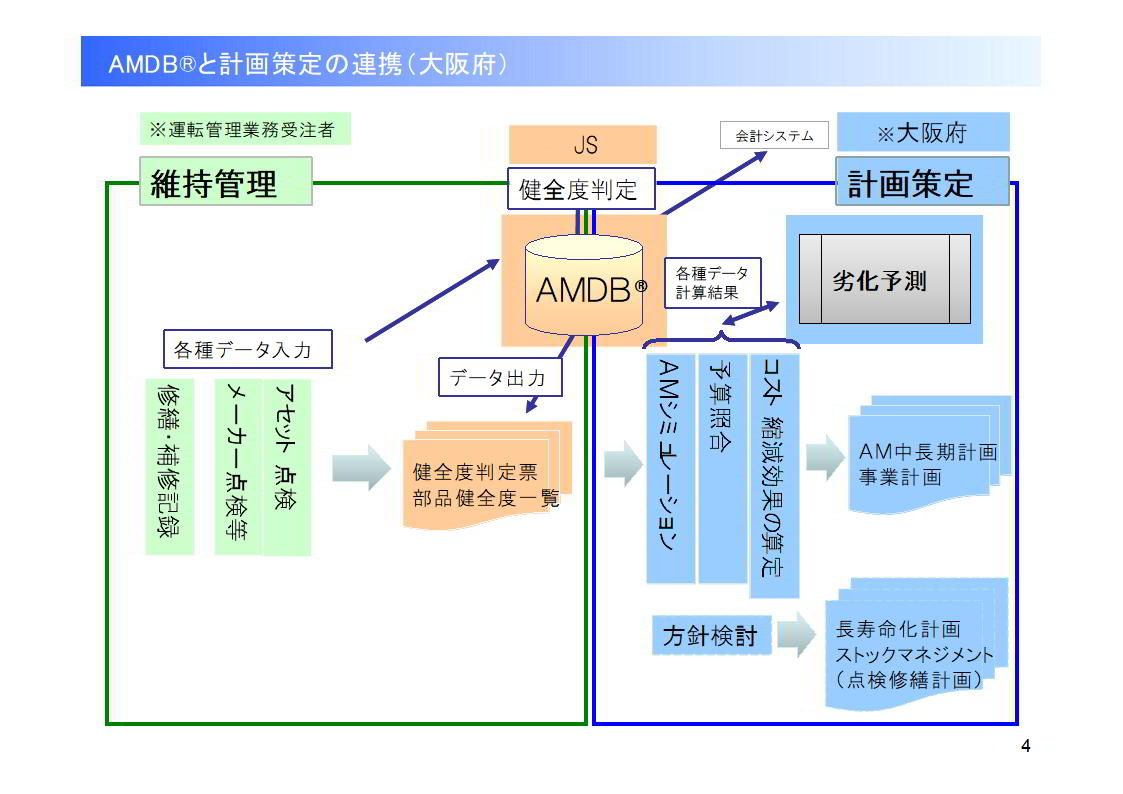 AMDB®と計画策定の連携（大阪府）
※運転管理業務受注者
維持管理
JS
健全度判定
会計システム
※大阪府
計画策定
AMDB®
各種データ
計算結果
劣化予測
各種データ入力
データ出力
修繕・補修記録
メーカー点検等
アセット 点検
健全度判定票
部品健全度一覧
AMシミュレーション
予算照合
コスト 縮減効果の算定
AM中長期計画
事業計画
方針検討
長寿命化計画
ストックマネジメント
（点検修繕計画）
4